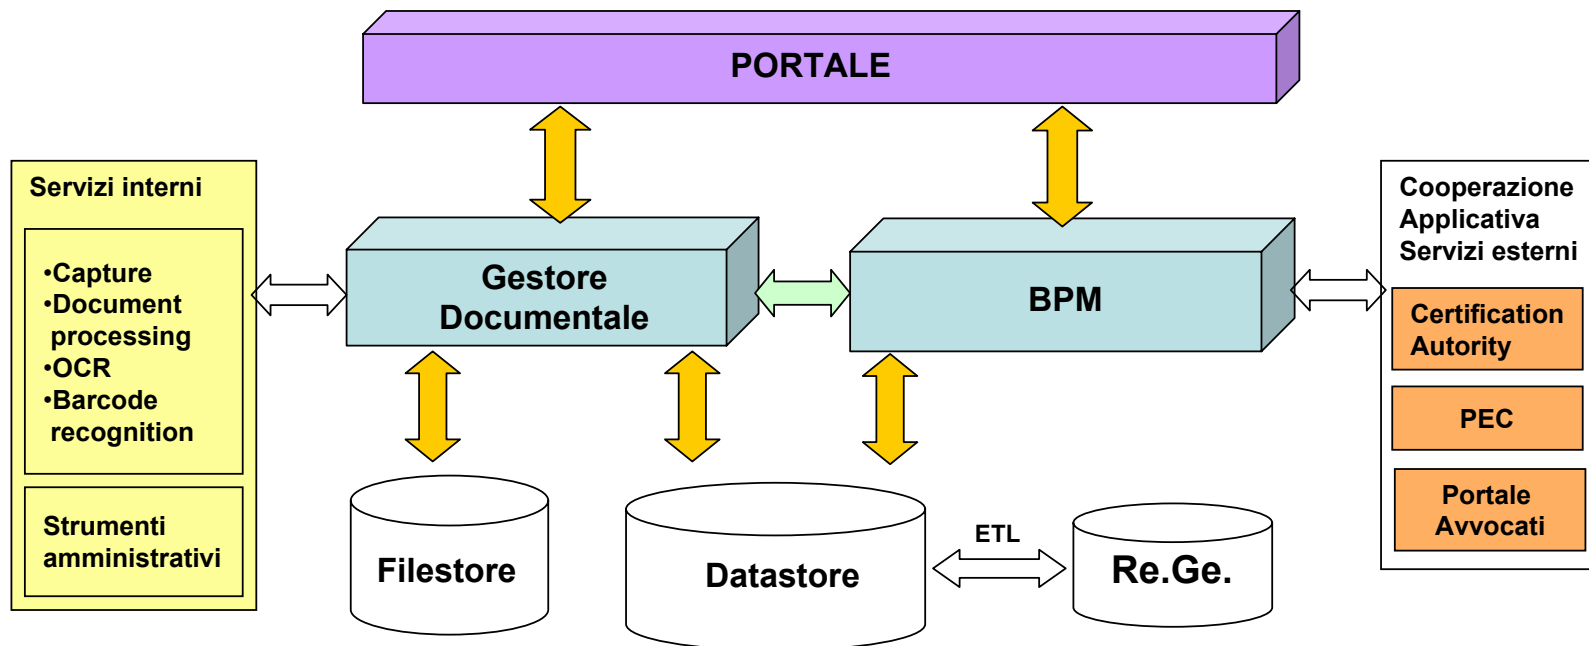 PORTALE
Servizi interni
•Capture
•Document
processing
•OCR
•Barcode
recognition
Strumenti
amministrativi
Gestore
Documentale
BPM
Cooperazione
Applicativa
Servizi esterni
Certification
Autority
PEC
Portale
Avvocati
Filestore
Datastore
ETL
Re.Ge.